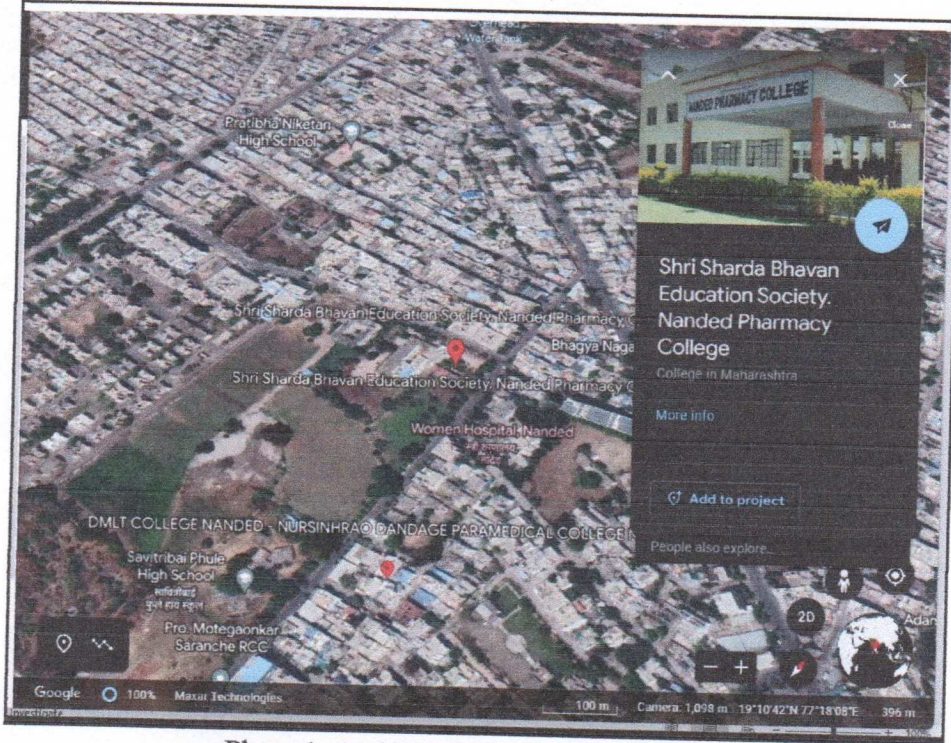 Water Tank
Pratibha Niketan
High School
NANDED PHARMACY COLLEGE
Close
Shri Sharda Bhavan
Education Society.
Nanded Pharmacy
College
College in Maharashtra
More info
Add to project
People also explore...
Shri Sharda Bhavan Education Society, Nanded Pharmacy C
Bhagya Naga
Shri Sharda Bhavan Education Society, Nanded Pharmacy C
Women Hospital, Nanded
DMLT COLLEGE NANDED - NURSINHRAO DANDAGE PARAMEDICAL COLLEGE N
Savitribai Phule
High School
सावित्रीबाई
फुले हाय स्कूल
Pro. Motegaonkar
Saranche RCC
2D
Adar
Google
100%
Maxar Technologies
100 m
Camera: 1,098 m
19°10'42"N 77°18'08"E
396 m
100%